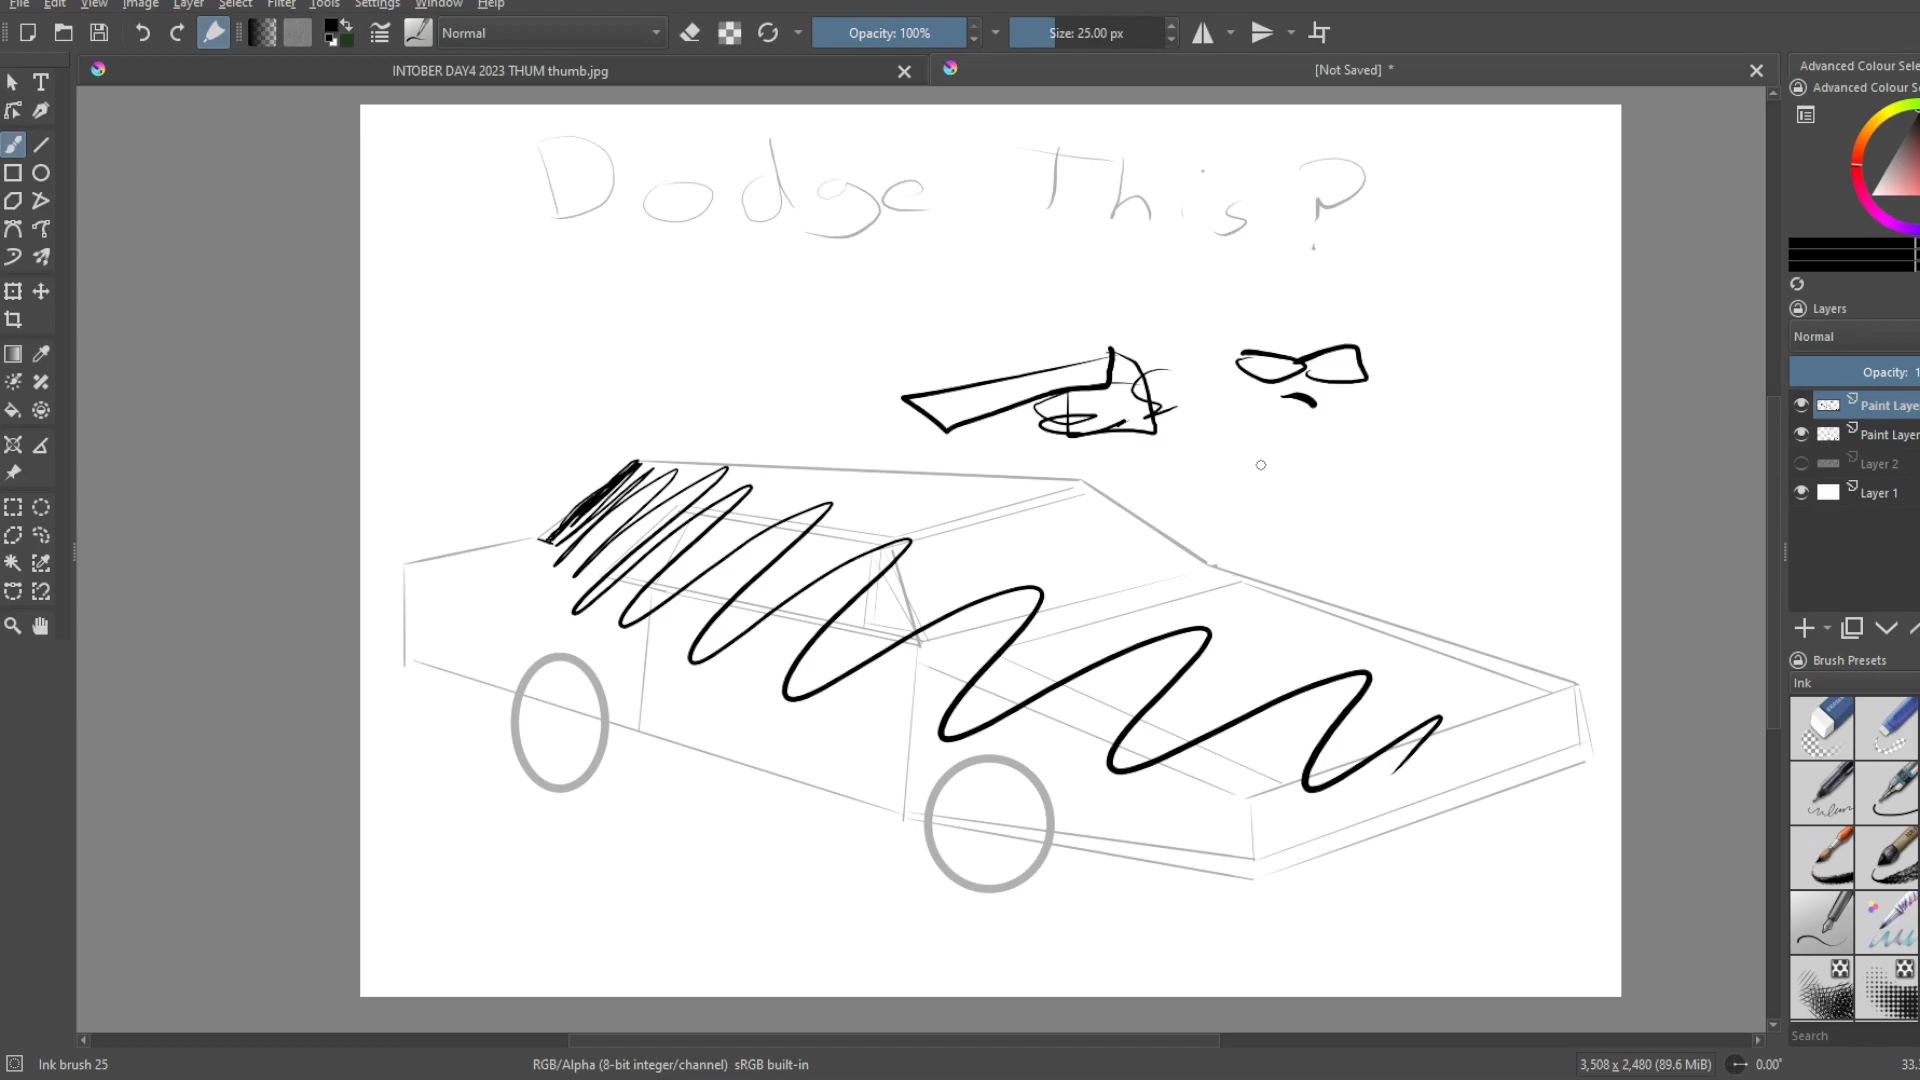 File Edit View Image Layer Select Filter Tools Settings Window Help
Normal Opacity: 100% Size: 25.00 px
INTOBER DAY4 2023 THUM thumb.jpg [Not Saved] *
Advanced Colour Sele
Advanced Colour Se
Dodge This ?
Layers
Normal
Opacity: 1
Paint Laye
Paint Layer
Layer 2
Layer 1
Brush Presets
Ink
Search
Ink brush 25 RGB/Alpha (8-bit integer/channel) sRGB built-in 3,508 x 2,480 (89.6 MiB) 0.00° 33.